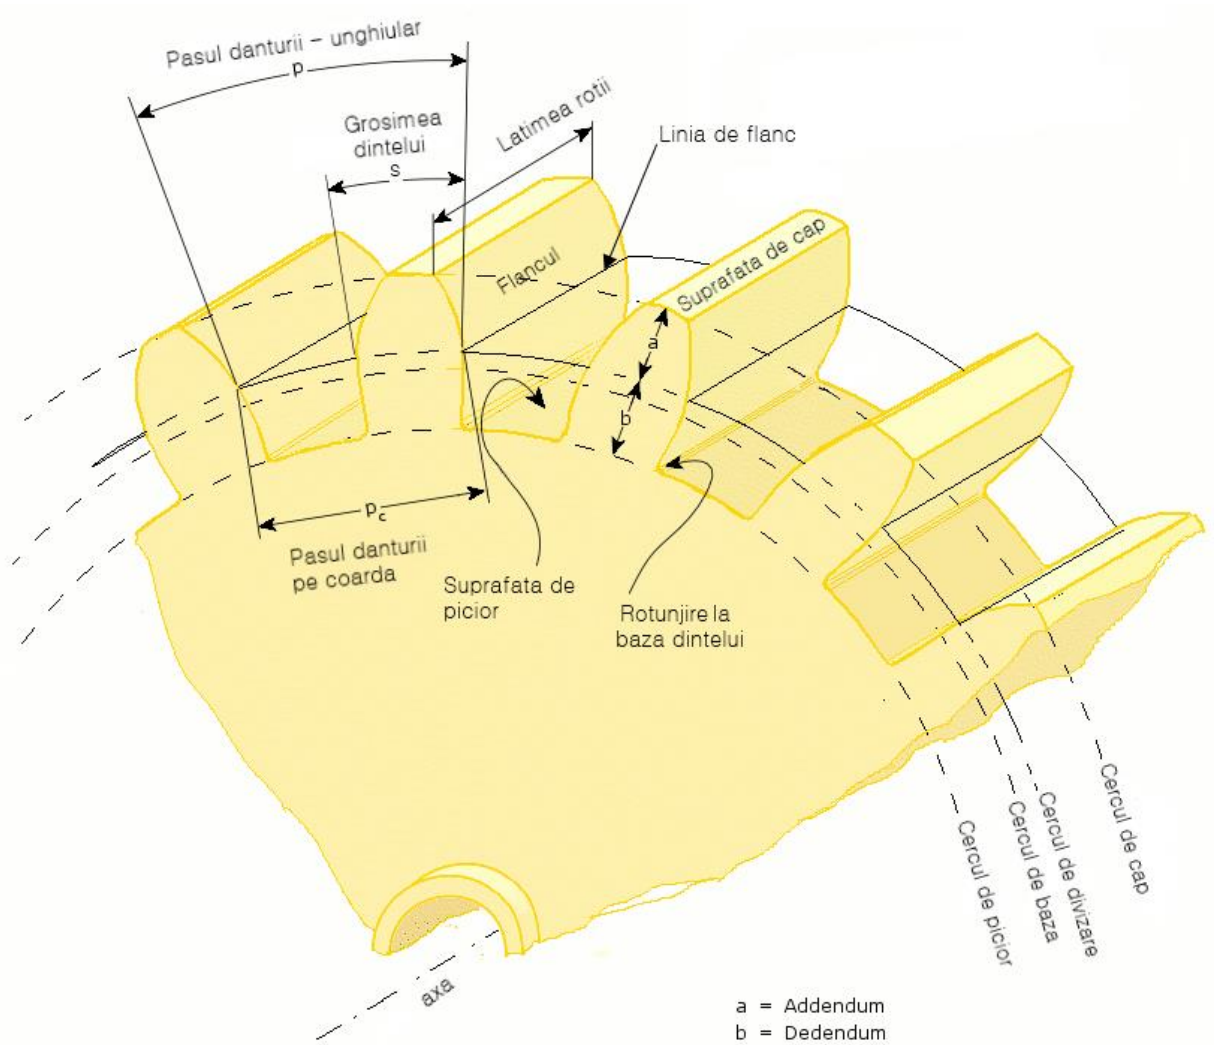 Pasul danturii – unghiular
p
Grosimea
dintelui
s
Latimea rotii
Linia de flanc
Flancul
Suprafata de cap
a
b
pc
Pasul danturii
pe coarda
Suprafata de
picior
Rotunjire la
baza dintelui
Cercul de picior
Cercul de baza
Cercul de divizare
Cercul de cap
axa
a = Addendum
b = Dedendum